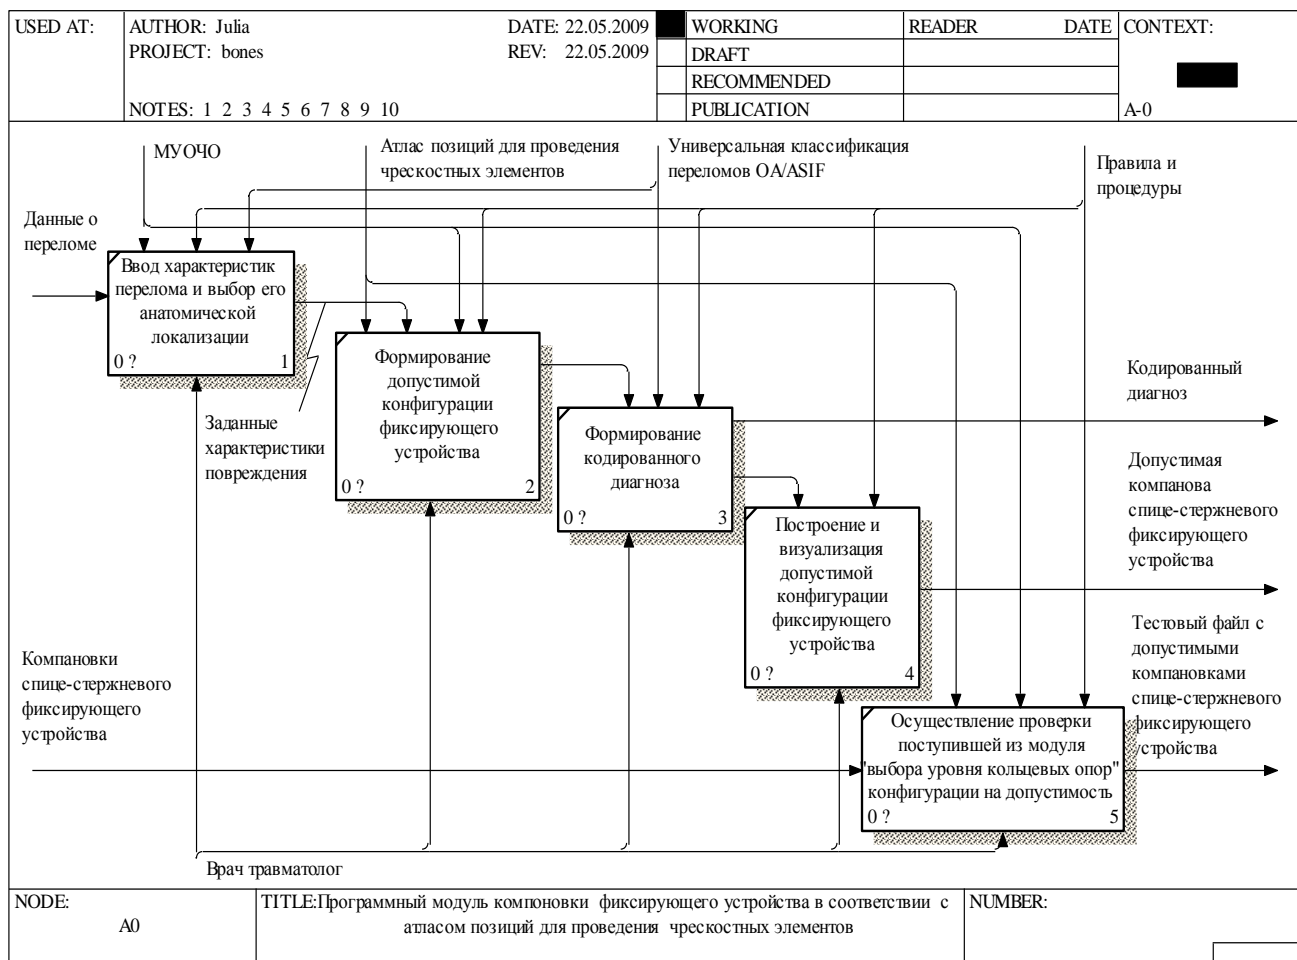 USED AT:
AUTHOR: Julia
DATE: 22.05.2009
PROJECT: bones
REV: 22.05.2009
NOTES: 1 2 3 4 5 6 7 8 9 10
WORKING
DRAFT
RECOMMENDED
PUBLICATION
READER
DATE
CONTEXT:
A-0
МУОЧО
Атлас позиций для проведения
чрескостных элементов
Универсальная классификация
переломов ОА/ASIF
Правила и
процедуры
Данные о
переломе
Ввод характеристик
перелома и выбор его
анатомической
локализации
0 ?
1
Заданные
характеристики
повреждения
Формирование
допустимой
конфигурации
фиксирующего
устройства
0 ?
2
Формирование
кодированного
диагноза
0 ?
3
Построение и
визуализация
допустимой
конфигурации
фиксирующего
устройства
0 ?
4
Осуществление проверки
поступившей из модуля
"выбора уровня кольцевых опор"
конфигурации на допустимость
0 ?
5
Кодированный
диагноз
Допустимая
компанова
спице-стержневого
фиксирующего
устройства
Тестовый файл с
допустимыми
компановками
спице-стержневого
фиксирующего
устройства
Компановки
спице-стержневого
фиксирующего
устройства
Врач травматолог
NODE:
A0
TITLE:Программный модуль компоновки фиксирующего устройства в соответствии с
атласом позиций для проведения чрескостных элементов
NUMBER: